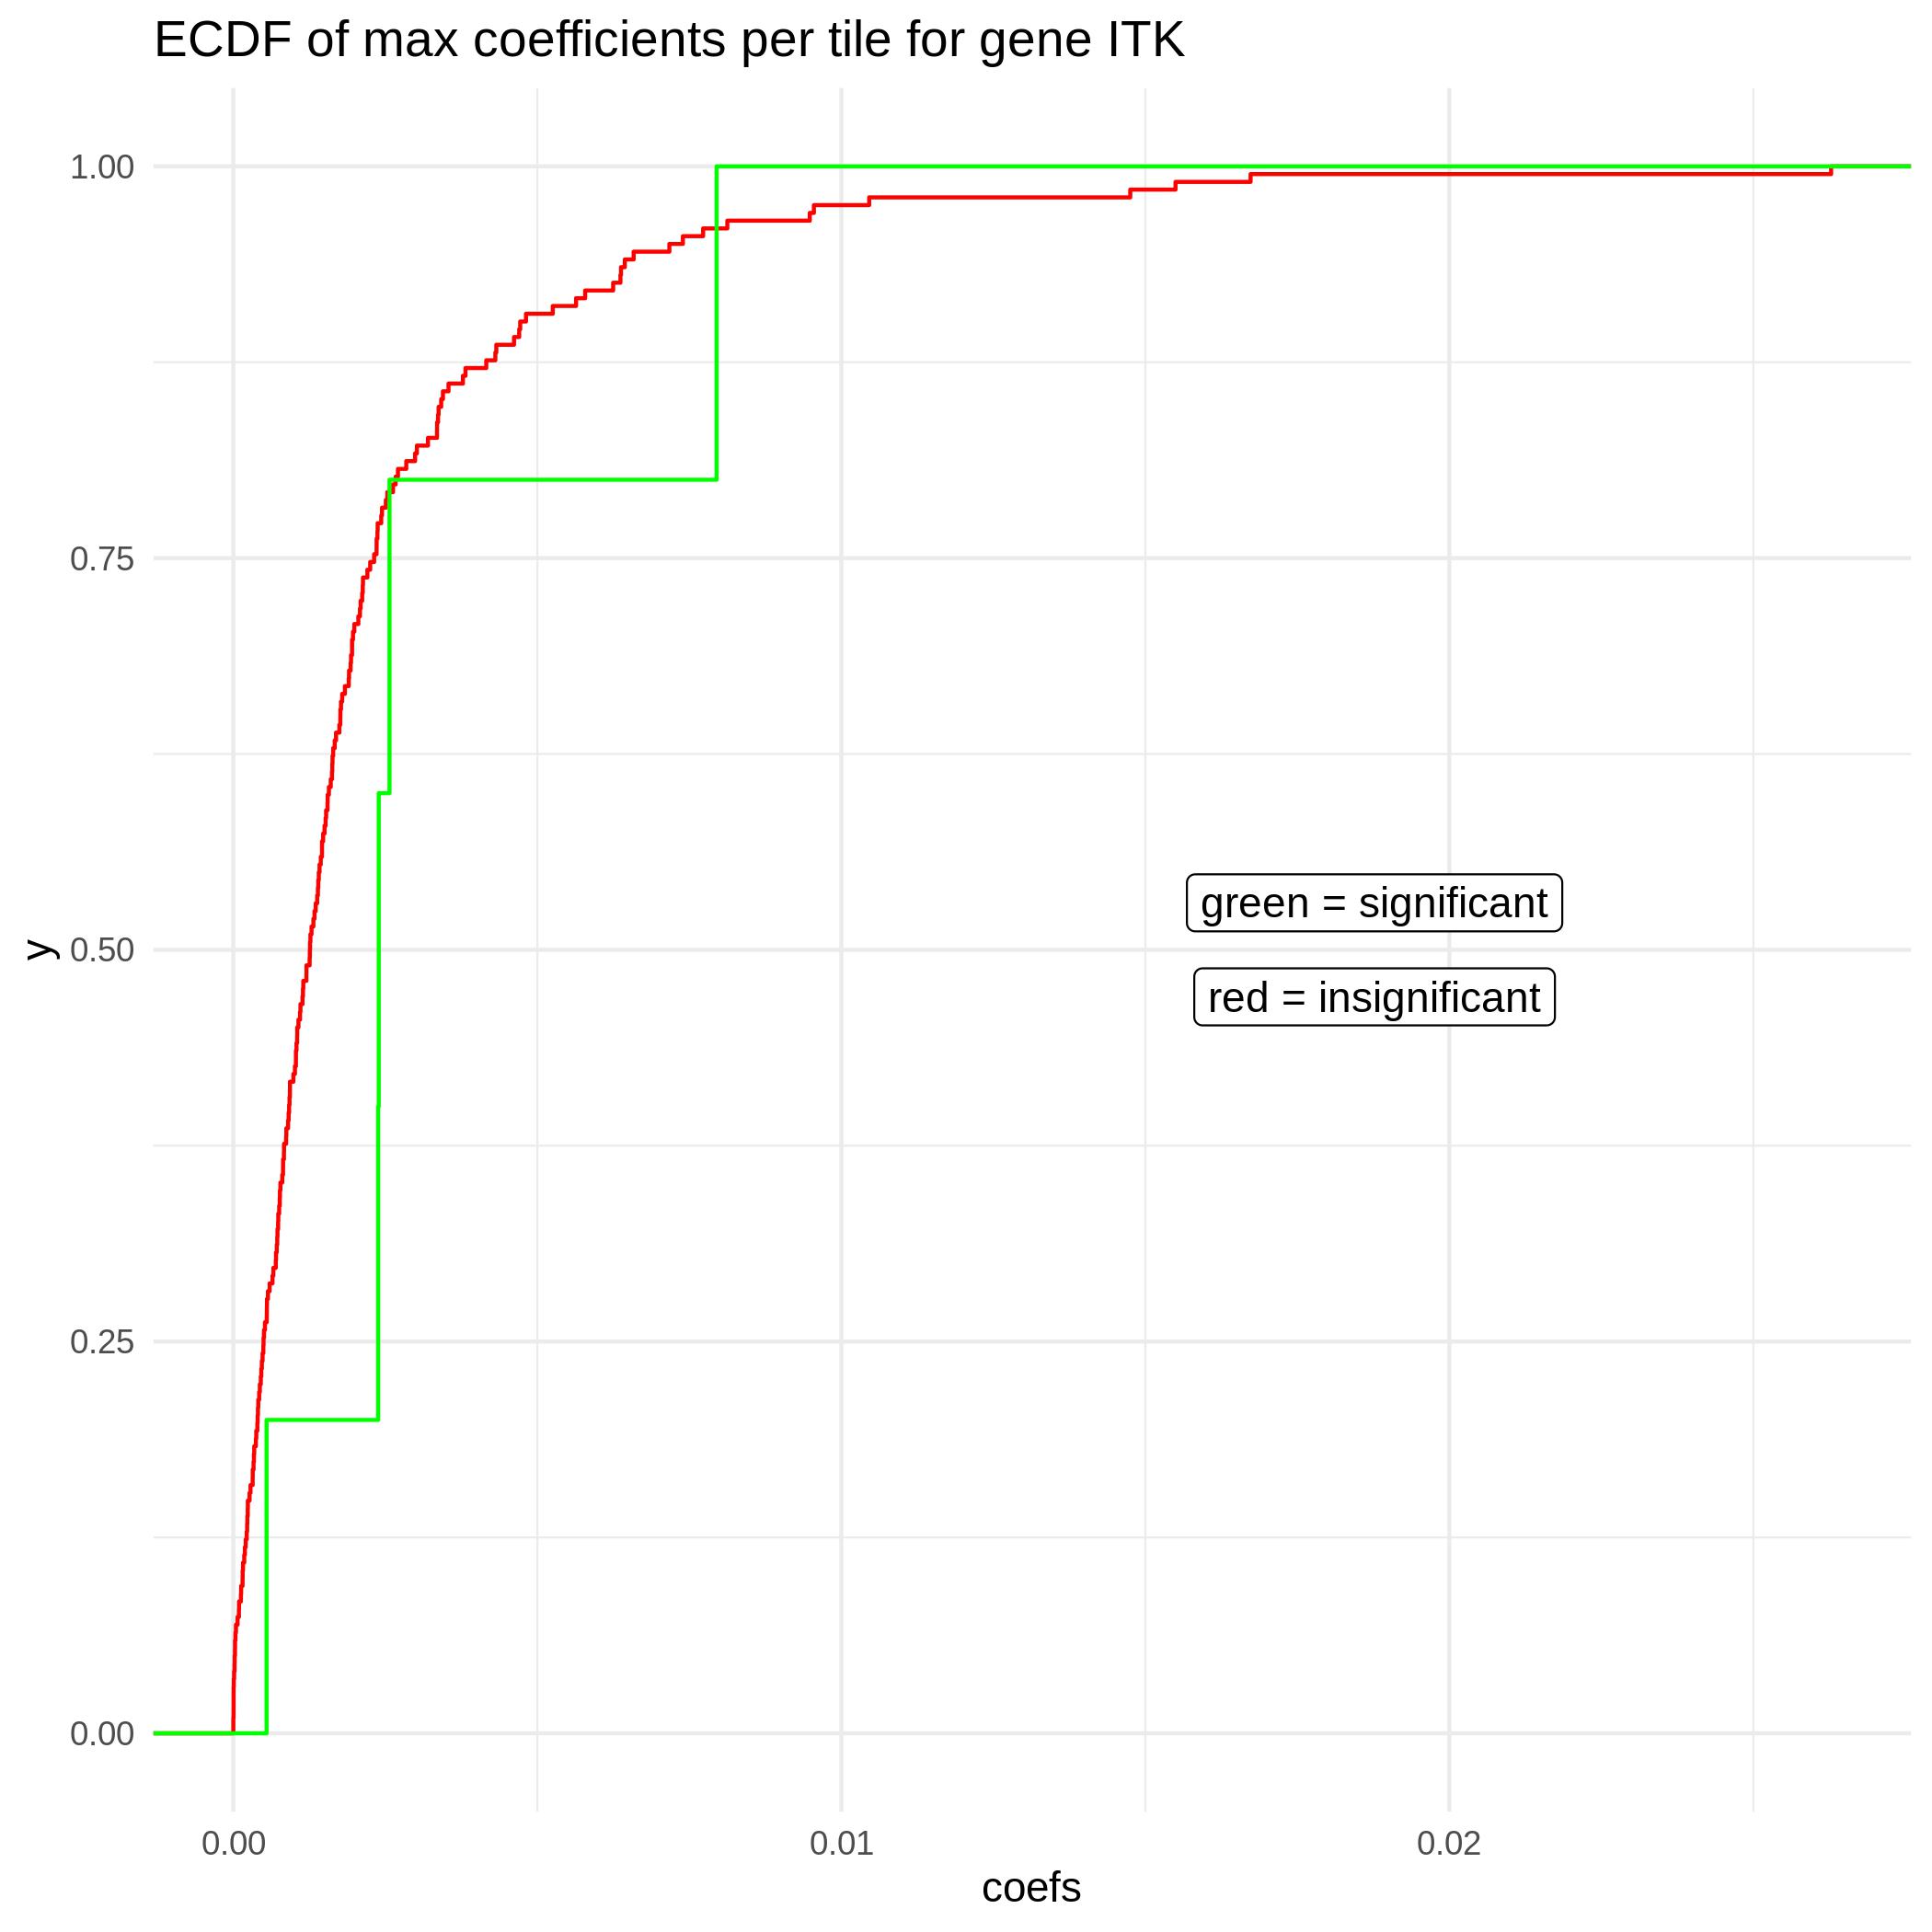 ECDF of max coefficients per tile for gene ITK
1.00
0.75
0.50
0.25
0.00
y
green = significant
red = insignificant
0.00
0.01
0.02
coefs